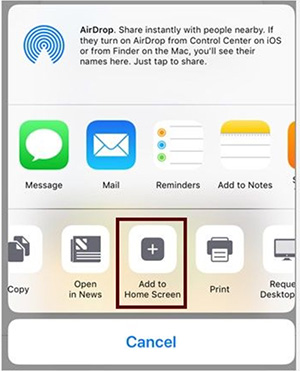 AirDrop. Share instantly with people nearby. If
they turn on AirDrop from Control Center on iOS
or from Finder on the Mac, you'll see their
names here. Just tap to share.
Message
Mail
Reminders
Add to Notes
Copy
Open
in News
Add to
Home Screen
Print
Reque
Desktop
Cancel